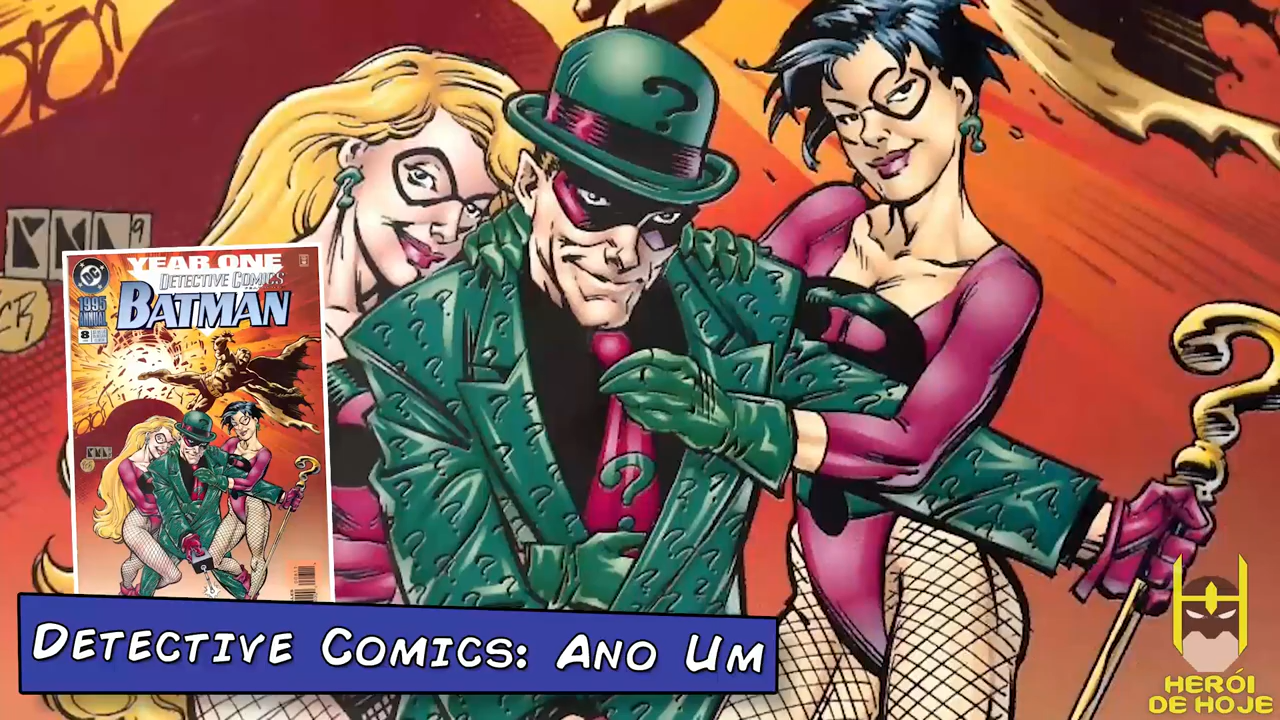 YEAR ONE
DC
DETECTIVE COMICS
BATMAN
1995
ANNUAL
8
DETECTIVE COMICS: ANO UM
HERÓI
DE HOJE